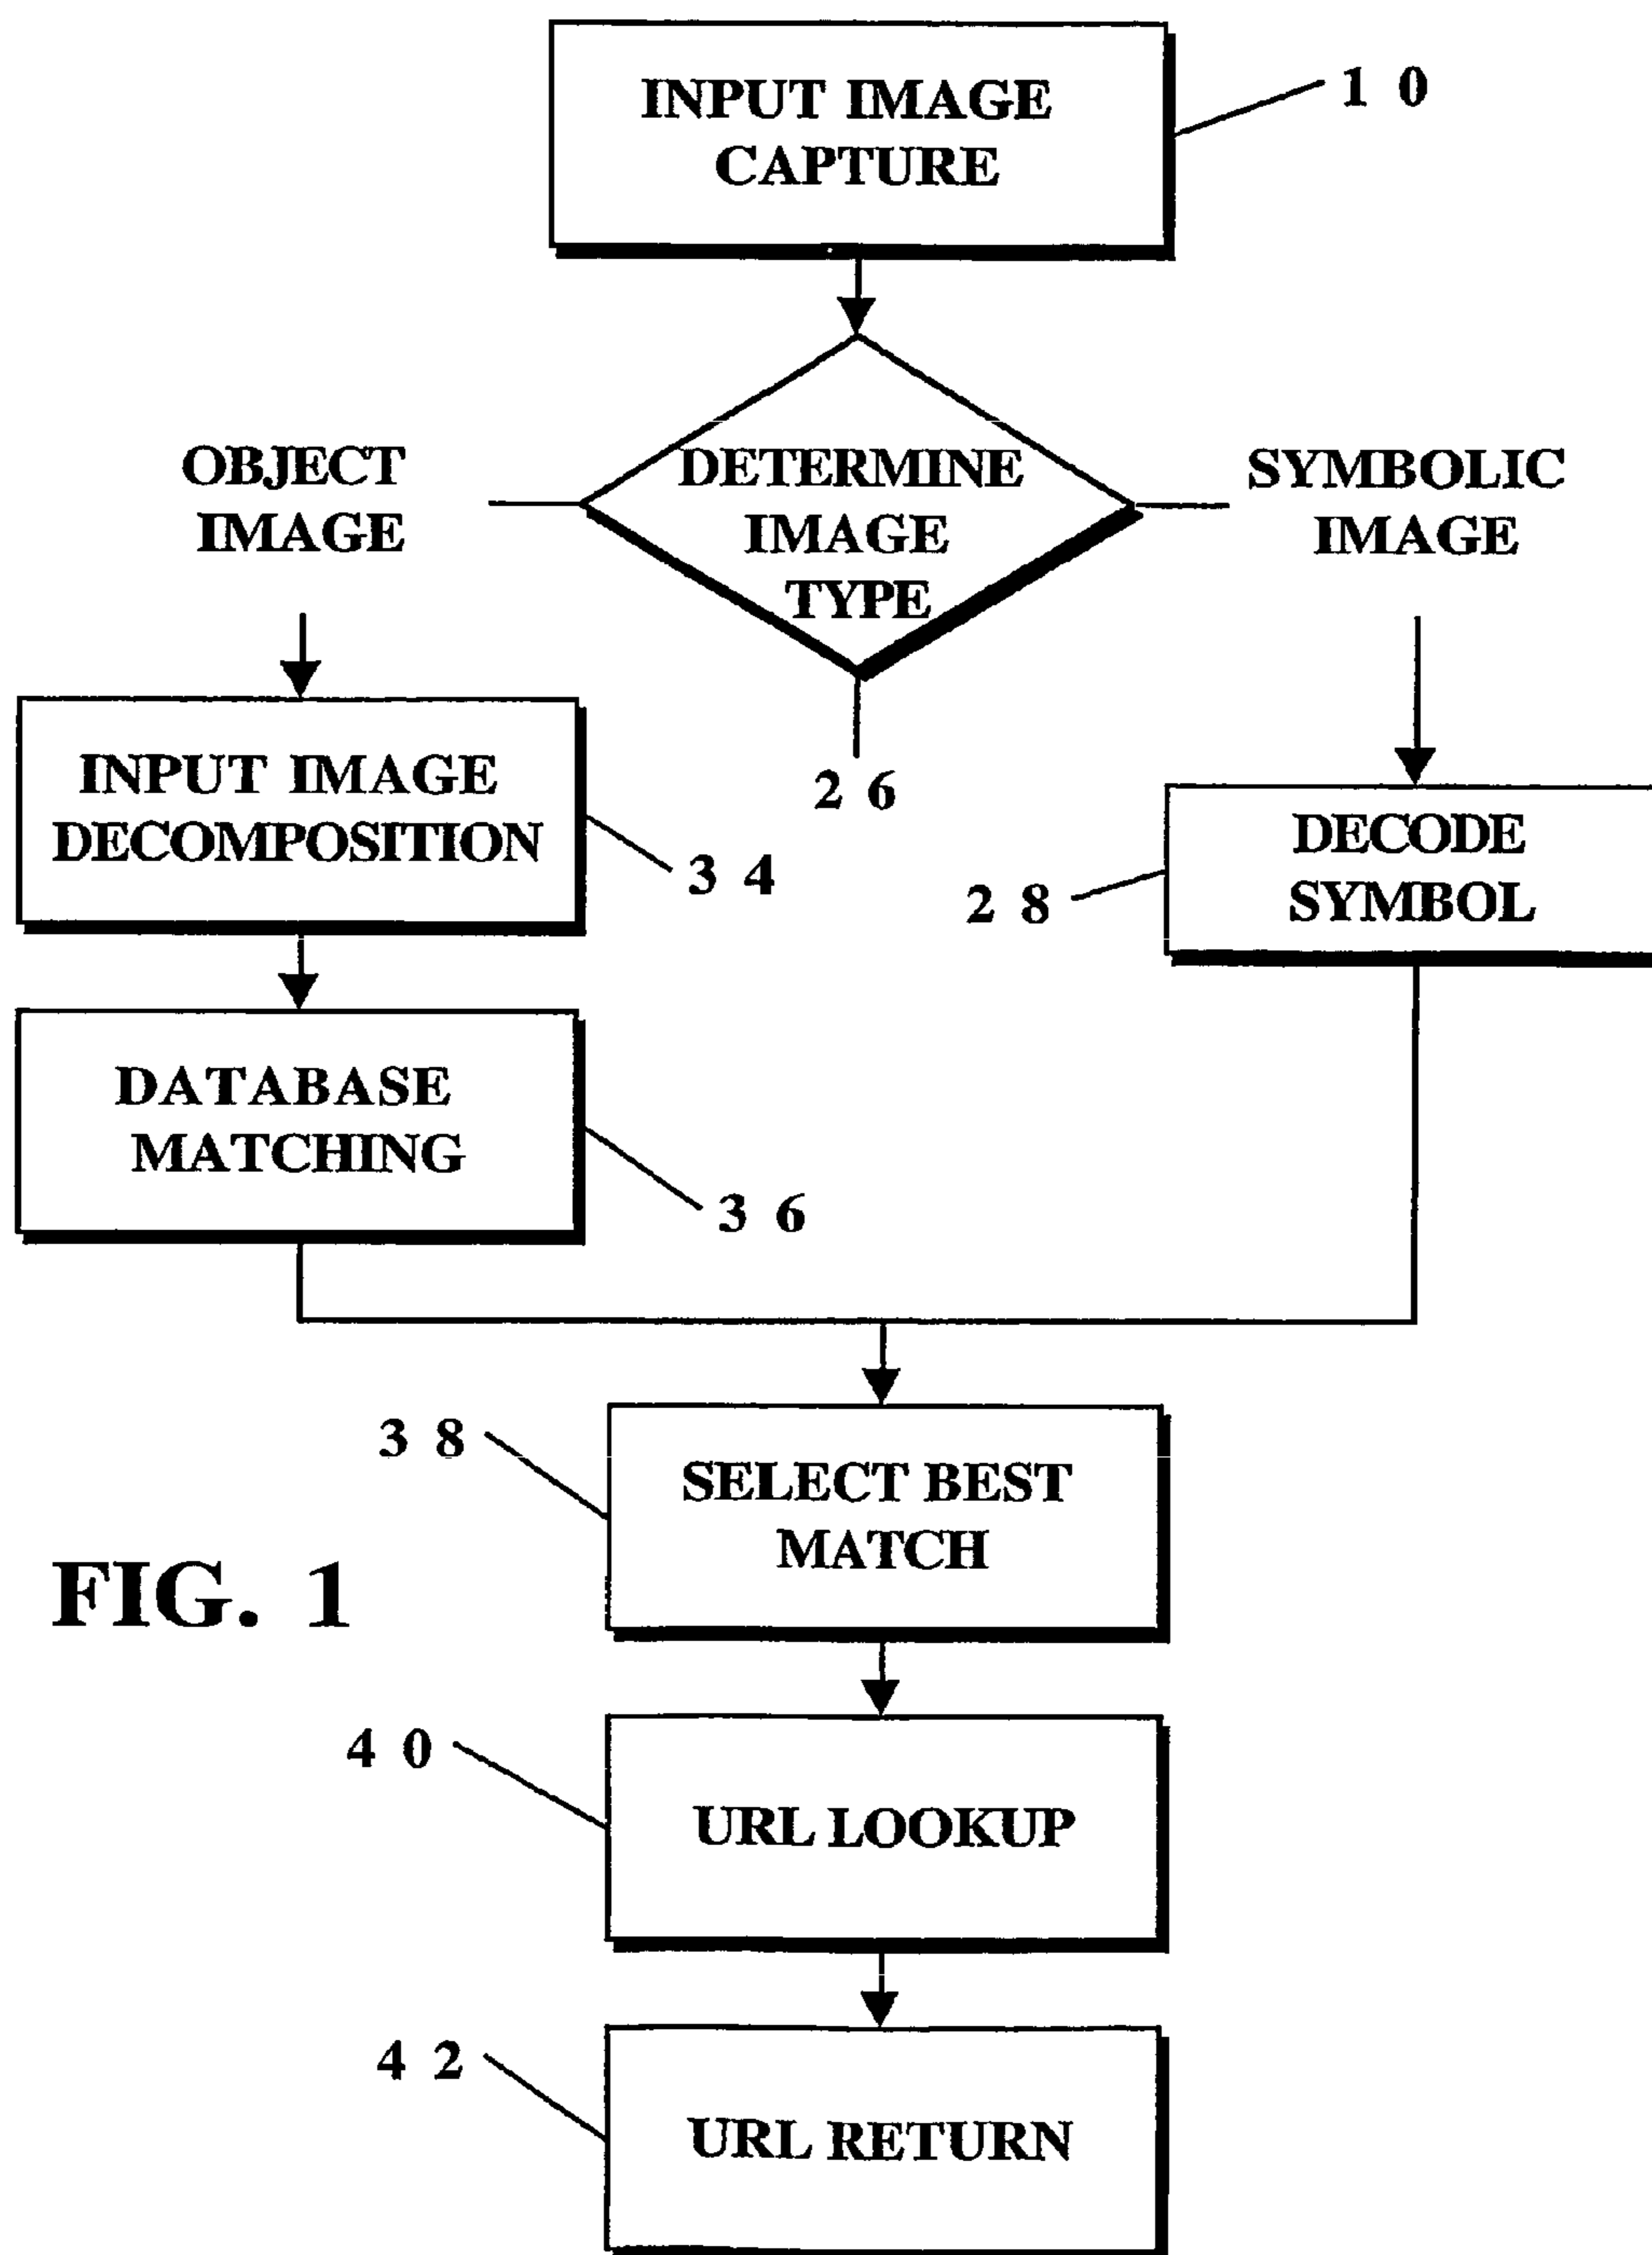 INPUT IMAGE
CAPTURE
1 0
OBJECT
IMAGE
DETERMINE
IMAGE
TYPE
SYMBOLIC
IMAGE
2 6
INPUT IMAGE
DECOMPOSITION
3 4
DECODE
SYMBOL
2 8
DATABASE
MATCHING
3 6
3 8
SELECT BEST
MATCH
FIG. 1
4 0
URL LOOKUP
4 2
URL RETURN